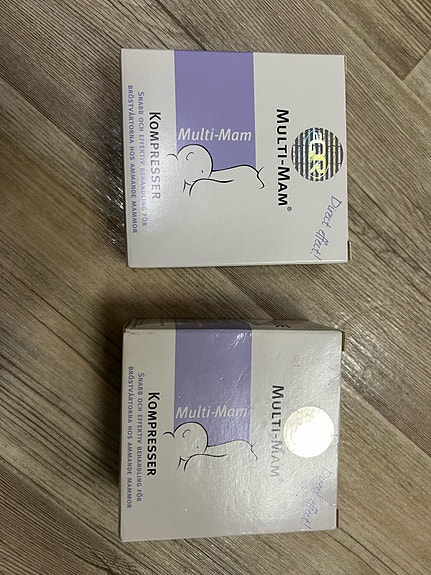 MULTI-MAM®
Direct effect!
Multi-Mam
KOMPRESSER
SNABB OCH EFFEKTIV BEHANDLING FÖR
BRÖSTVÅRTORNA HOS AMMANDE MAMMOR
MULTI-MAM
Direct effect!
Multi-Mam
KOMPRESSER
SNABB OCH EFFEKTIV BEHANDLING FÖR
BRÖSTVÅRTORNA HOS AMMANDE MAMMOR